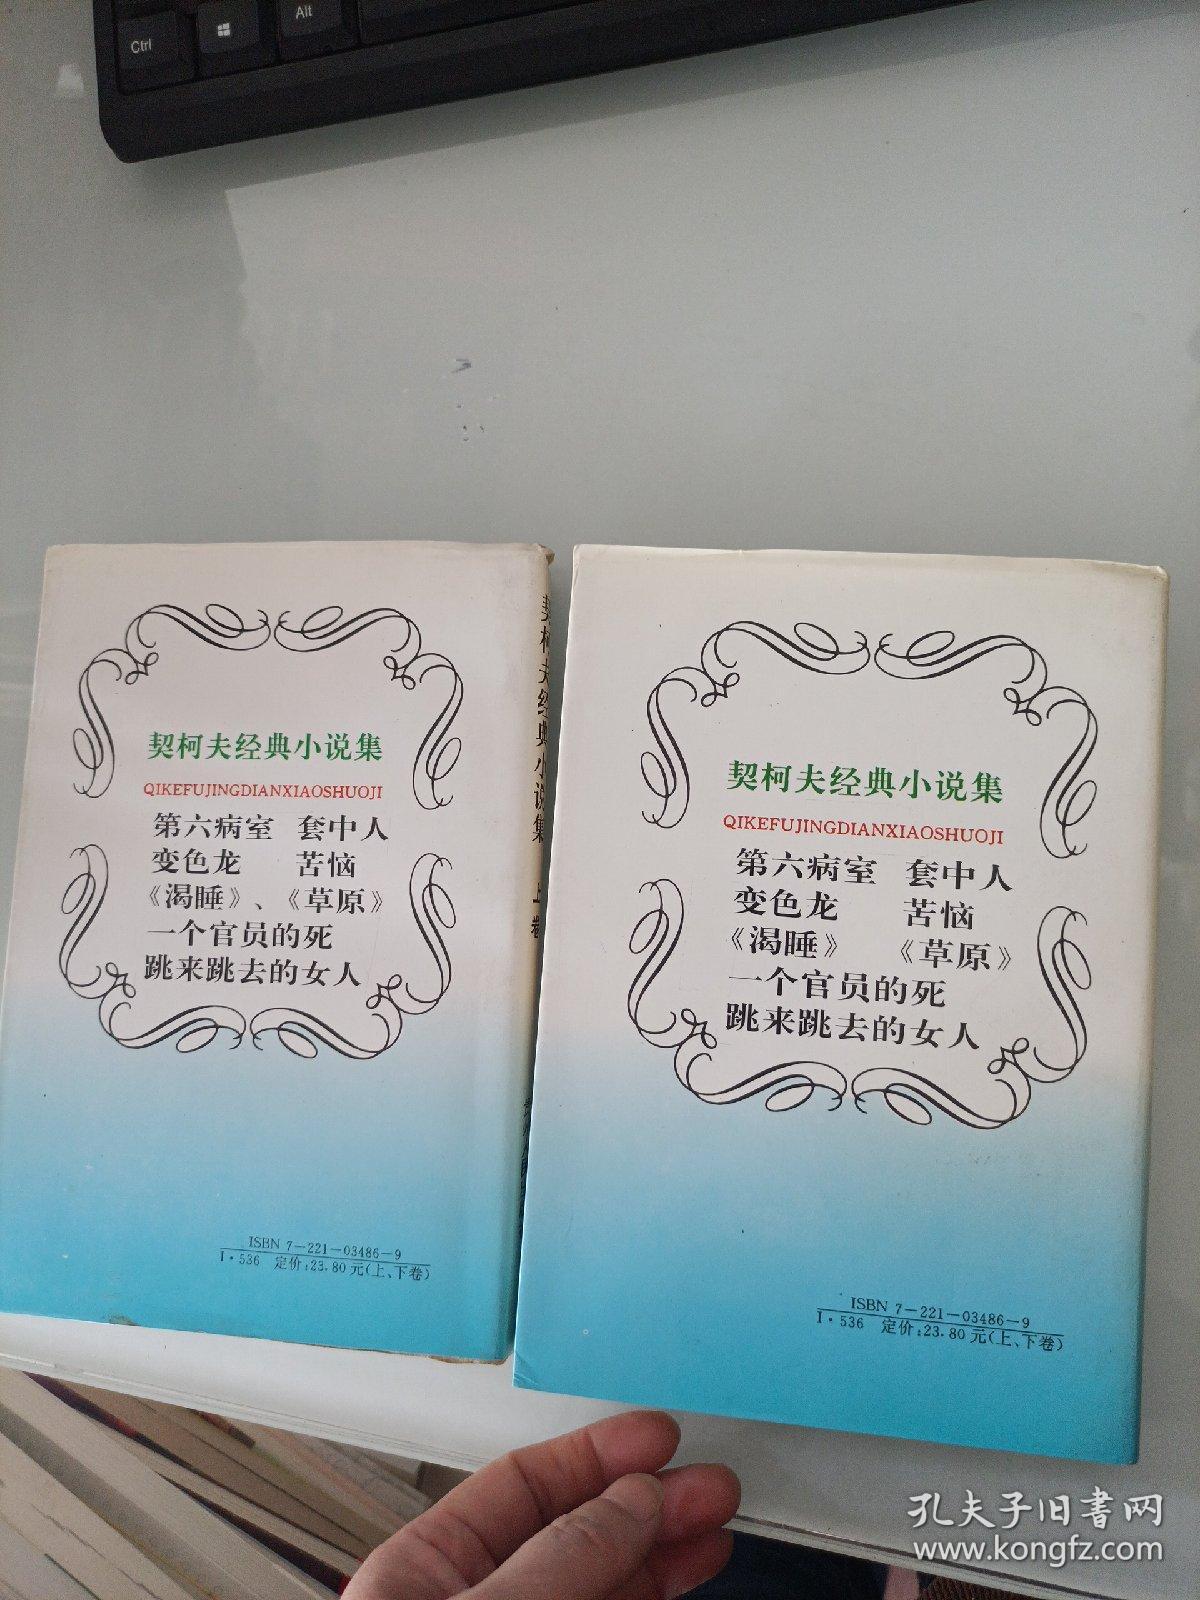 Ctrl
Alt
契柯夫经典小说集
QIKEFUJINGDIANXIAOSHUOJI
第六病室 套中人
变色龙 苦恼
《渴睡》、《草原》
一个官员的死
跳来跳去的女人
ISBN 7-221-03486-9
I·536 定价:23.80元(上、下卷)
契柯夫经典小说集 上卷
契柯夫经典小说集
QIKEFUJINGDIANXIAOSHUOJI
第六病室 套中人
变色龙 苦恼
《渴睡》 《草原》
一个官员的死
跳来跳去的女人
ISBN 7-221-03486-9
I·536 定价:23.80元(上、下卷)
孔夫子旧书网
www.kongfz.com